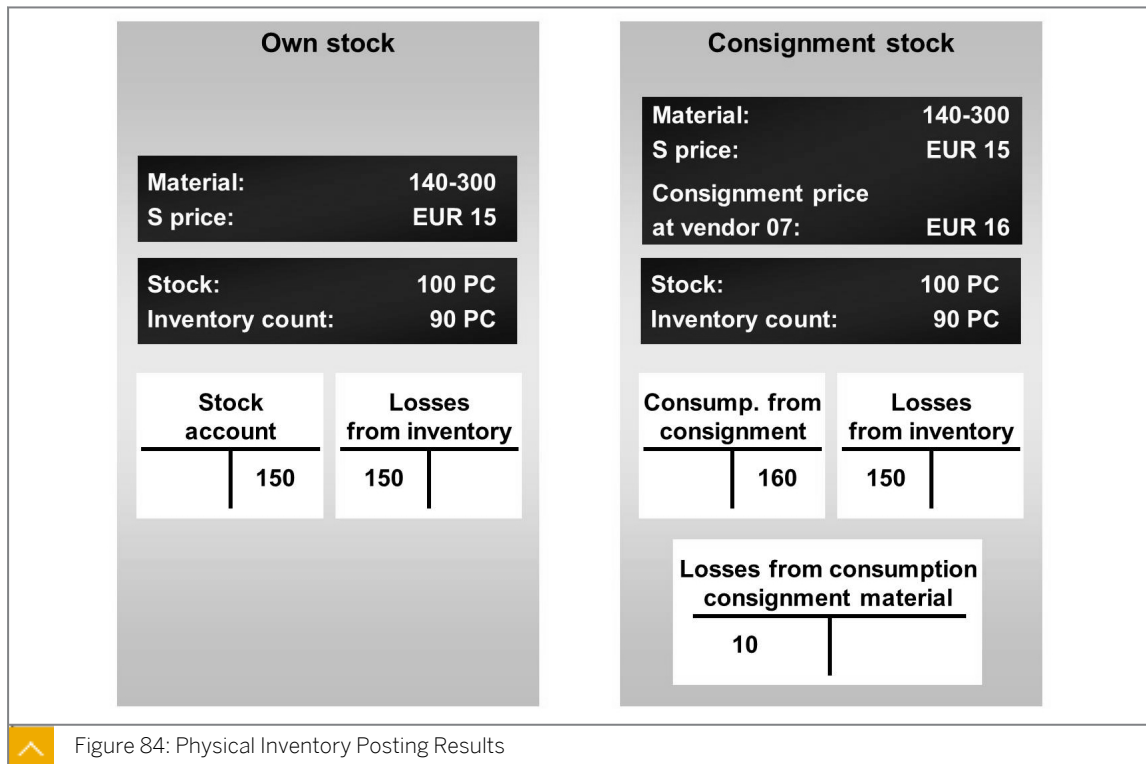 Own stock
Material: 140-300
S price: EUR 15
Stock: 100 PC
Inventory count: 90 PC
Stock
account
150
Losses
from inventory
150
Consignment stock
Material: 140-300
S price: EUR 15
Consignment price
at vendor 07: EUR 16
Stock: 100 PC
Inventory count: 90 PC
Consump. from
consignment
160
Losses
from inventory
150
Losses from consumption
consignment material
10
Figure 84: Physical Inventory Posting Results